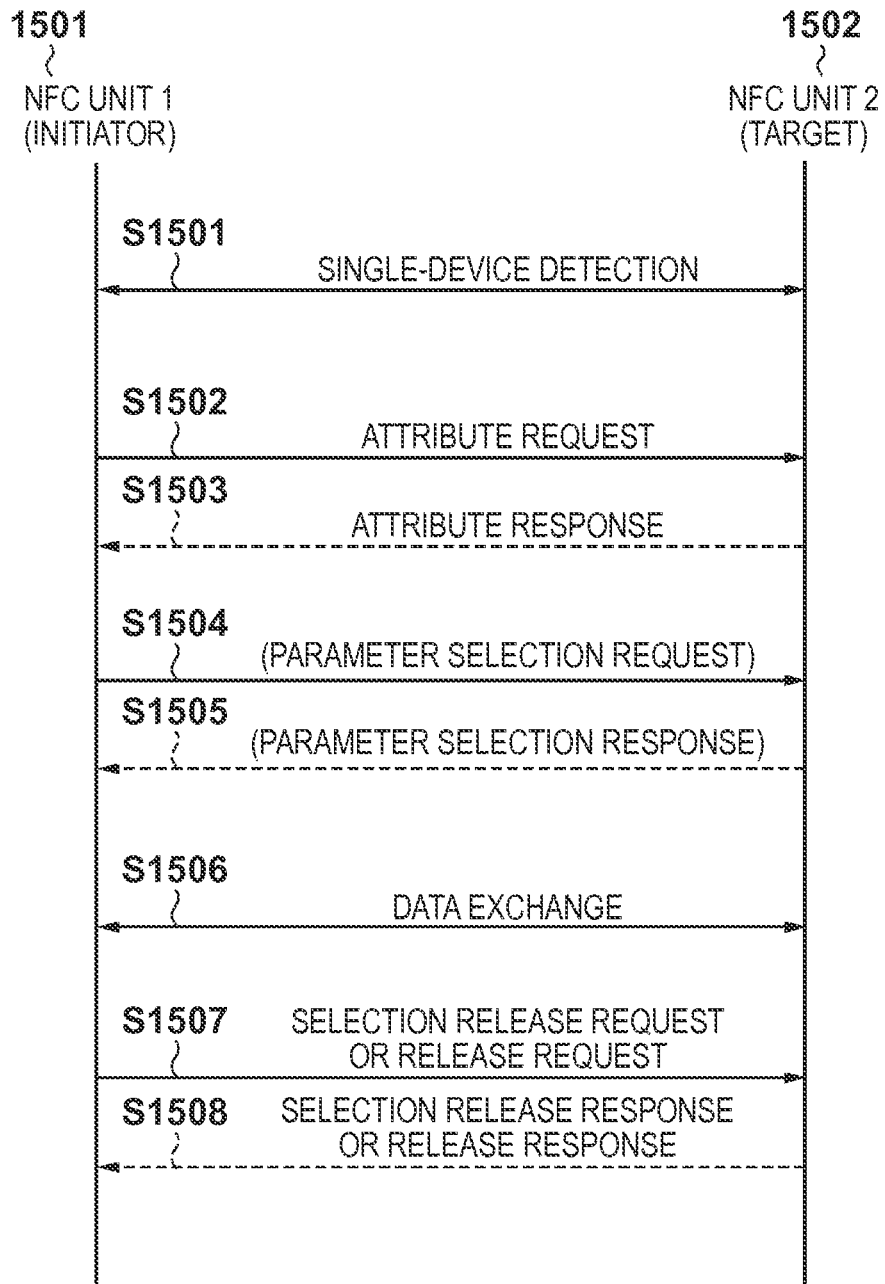 1501
1502
NFC UNIT 1
(INITIATOR)
NFC UNIT 2
(TARGET)
S1501
SINGLE-DEVICE DETECTION
S1502
ATTRIBUTE REQUEST
S1503
ATTRIBUTE RESPONSE
S1504
(PARAMETER SELECTION REQUEST)
S1505
(PARAMETER SELECTION RESPONSE)
S1506
DATA EXCHANGE
S1507
SELECTION RELEASE REQUEST
OR RELEASE REQUEST
S1508
SELECTION RELEASE RESPONSE
OR RELEASE RESPONSE